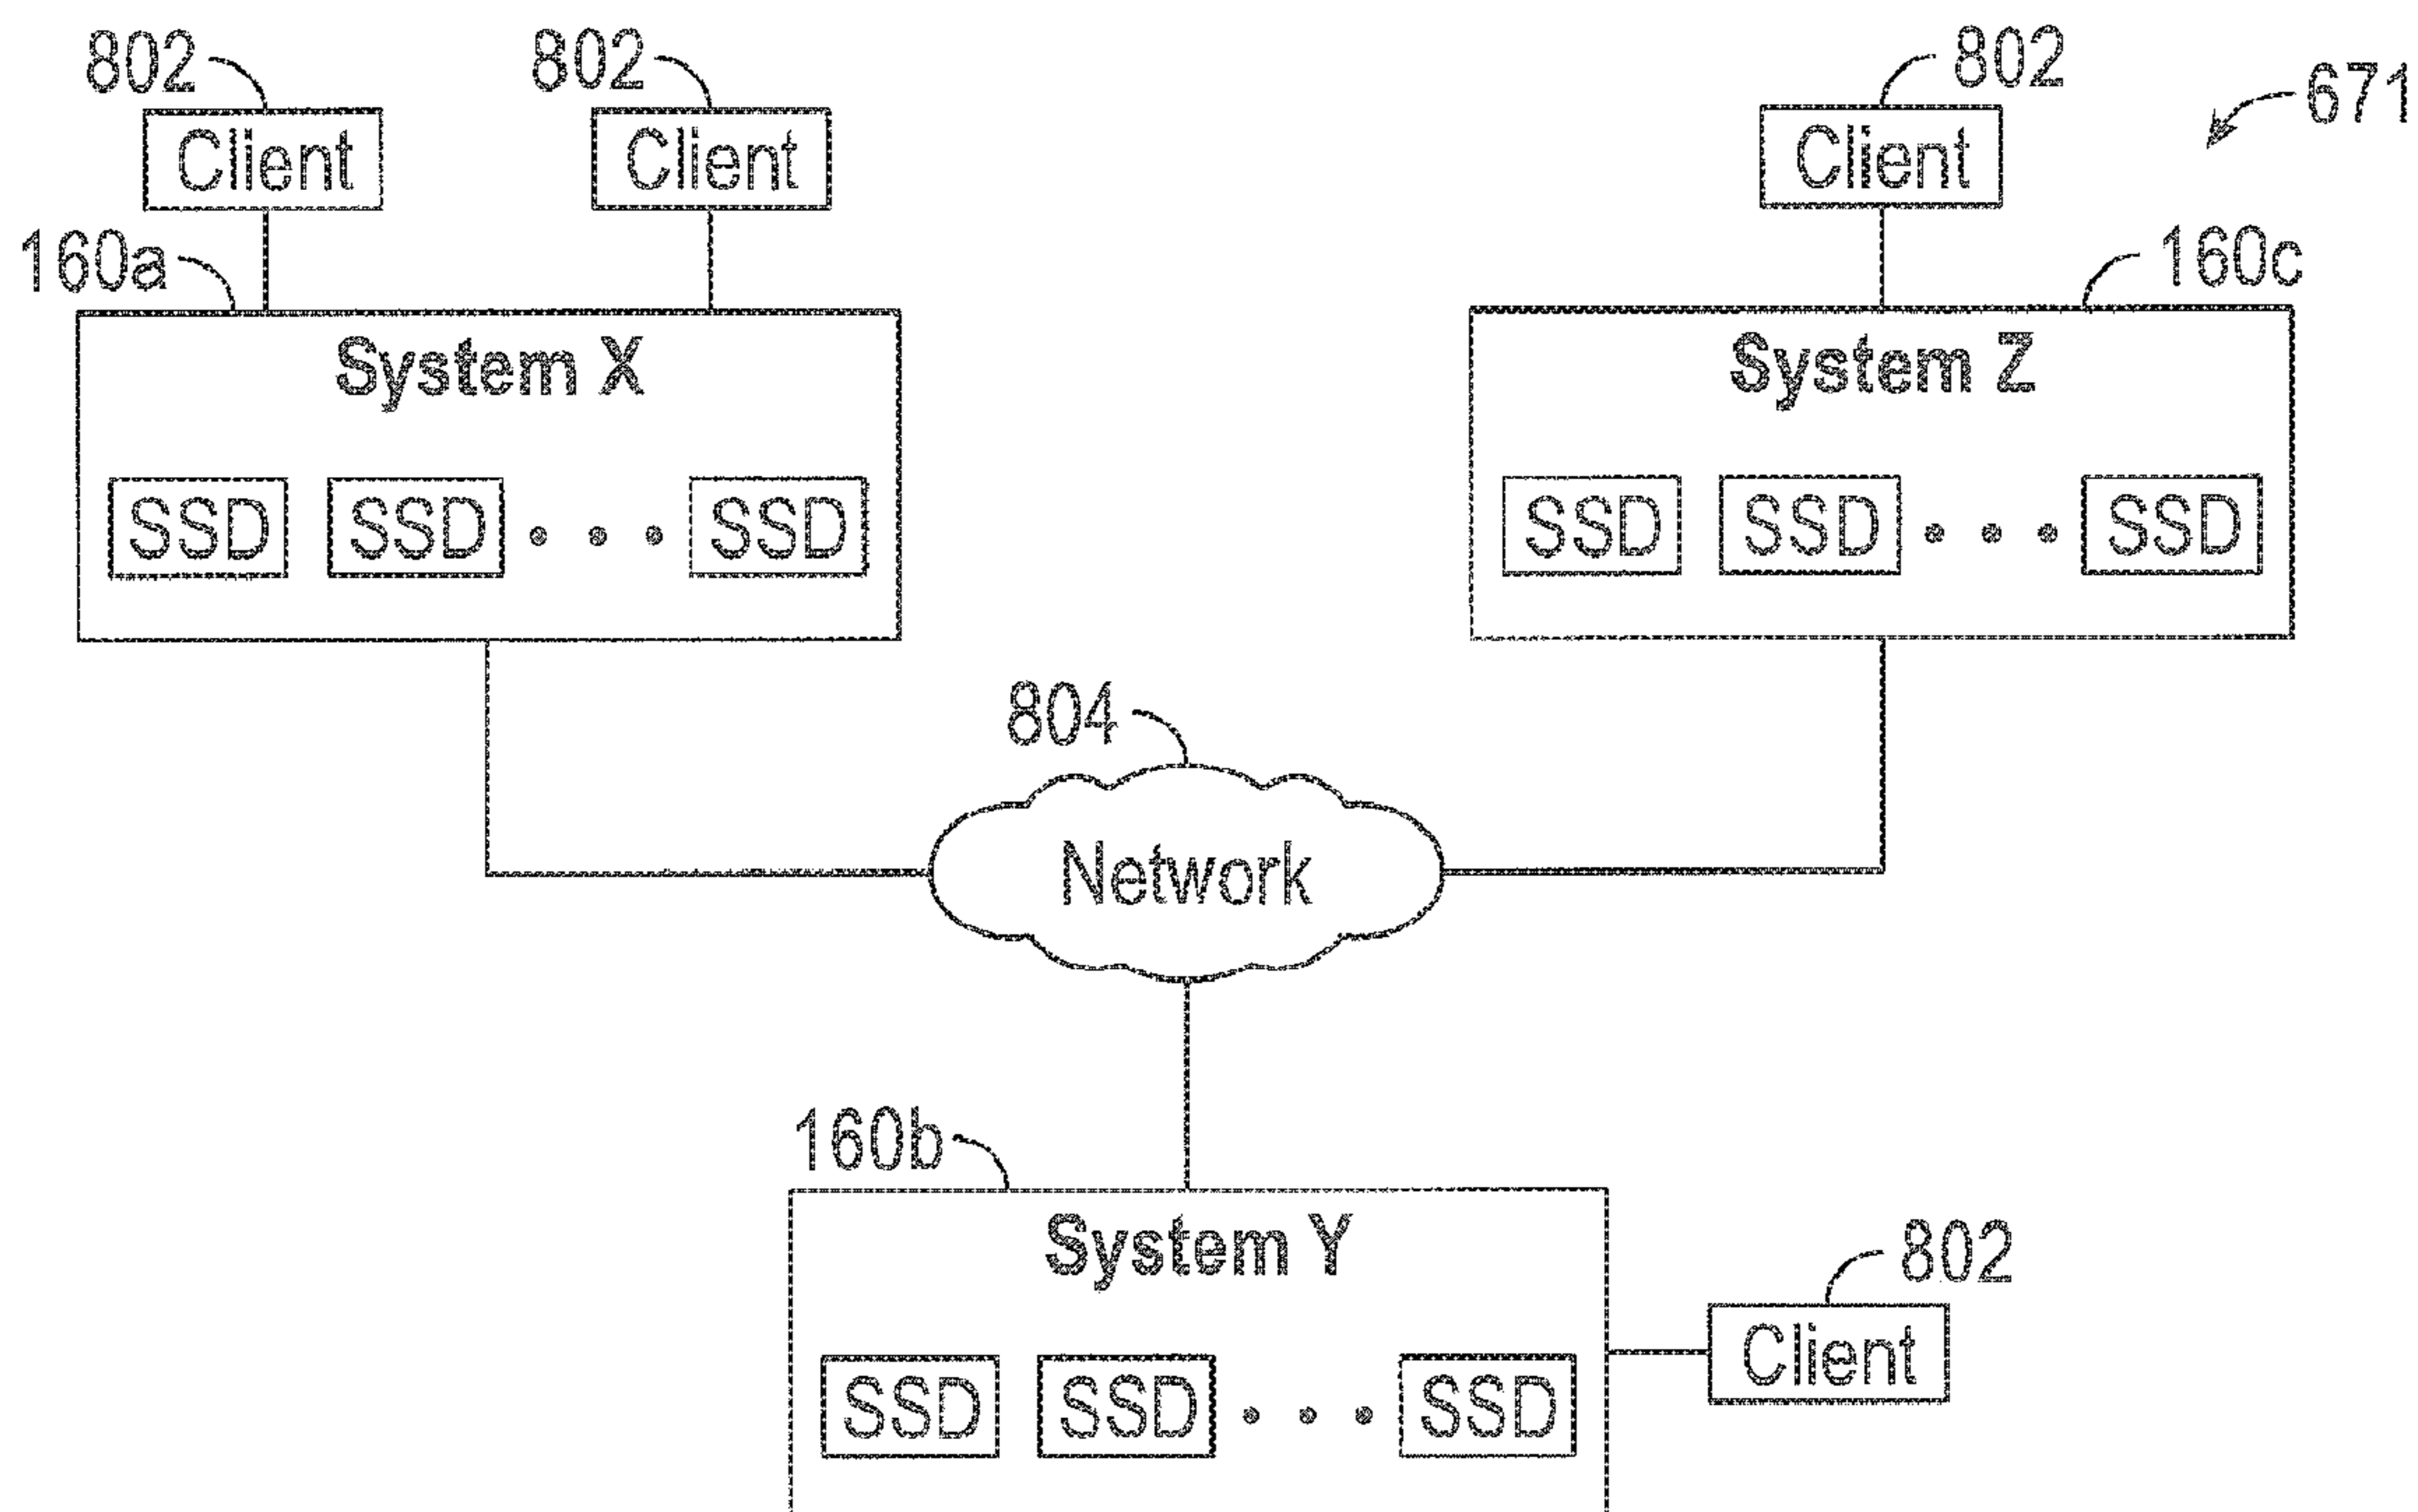 802
802
802
671
Client
Client
Client
160a
160c
System X
System Z
SSD SSD • • • SSD
SSD SSD • • • SSD
804
Network
160b
System Y
802
Client
SSD SSD • • • SSD